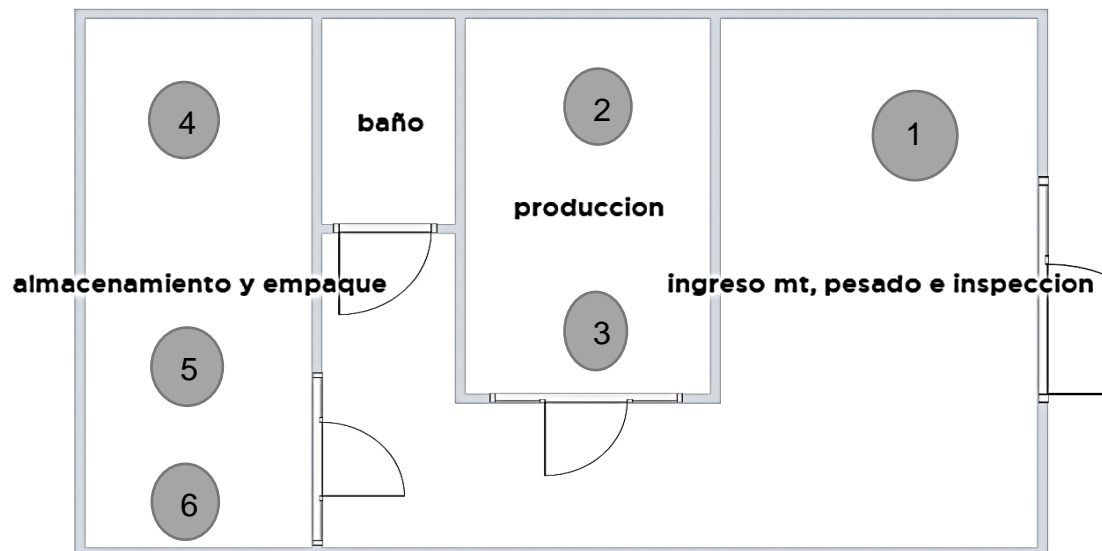 4
baño
2
1
produccion
almacenamiento y empaque
ingreso mt, pesado e inspeccion
3
5
6